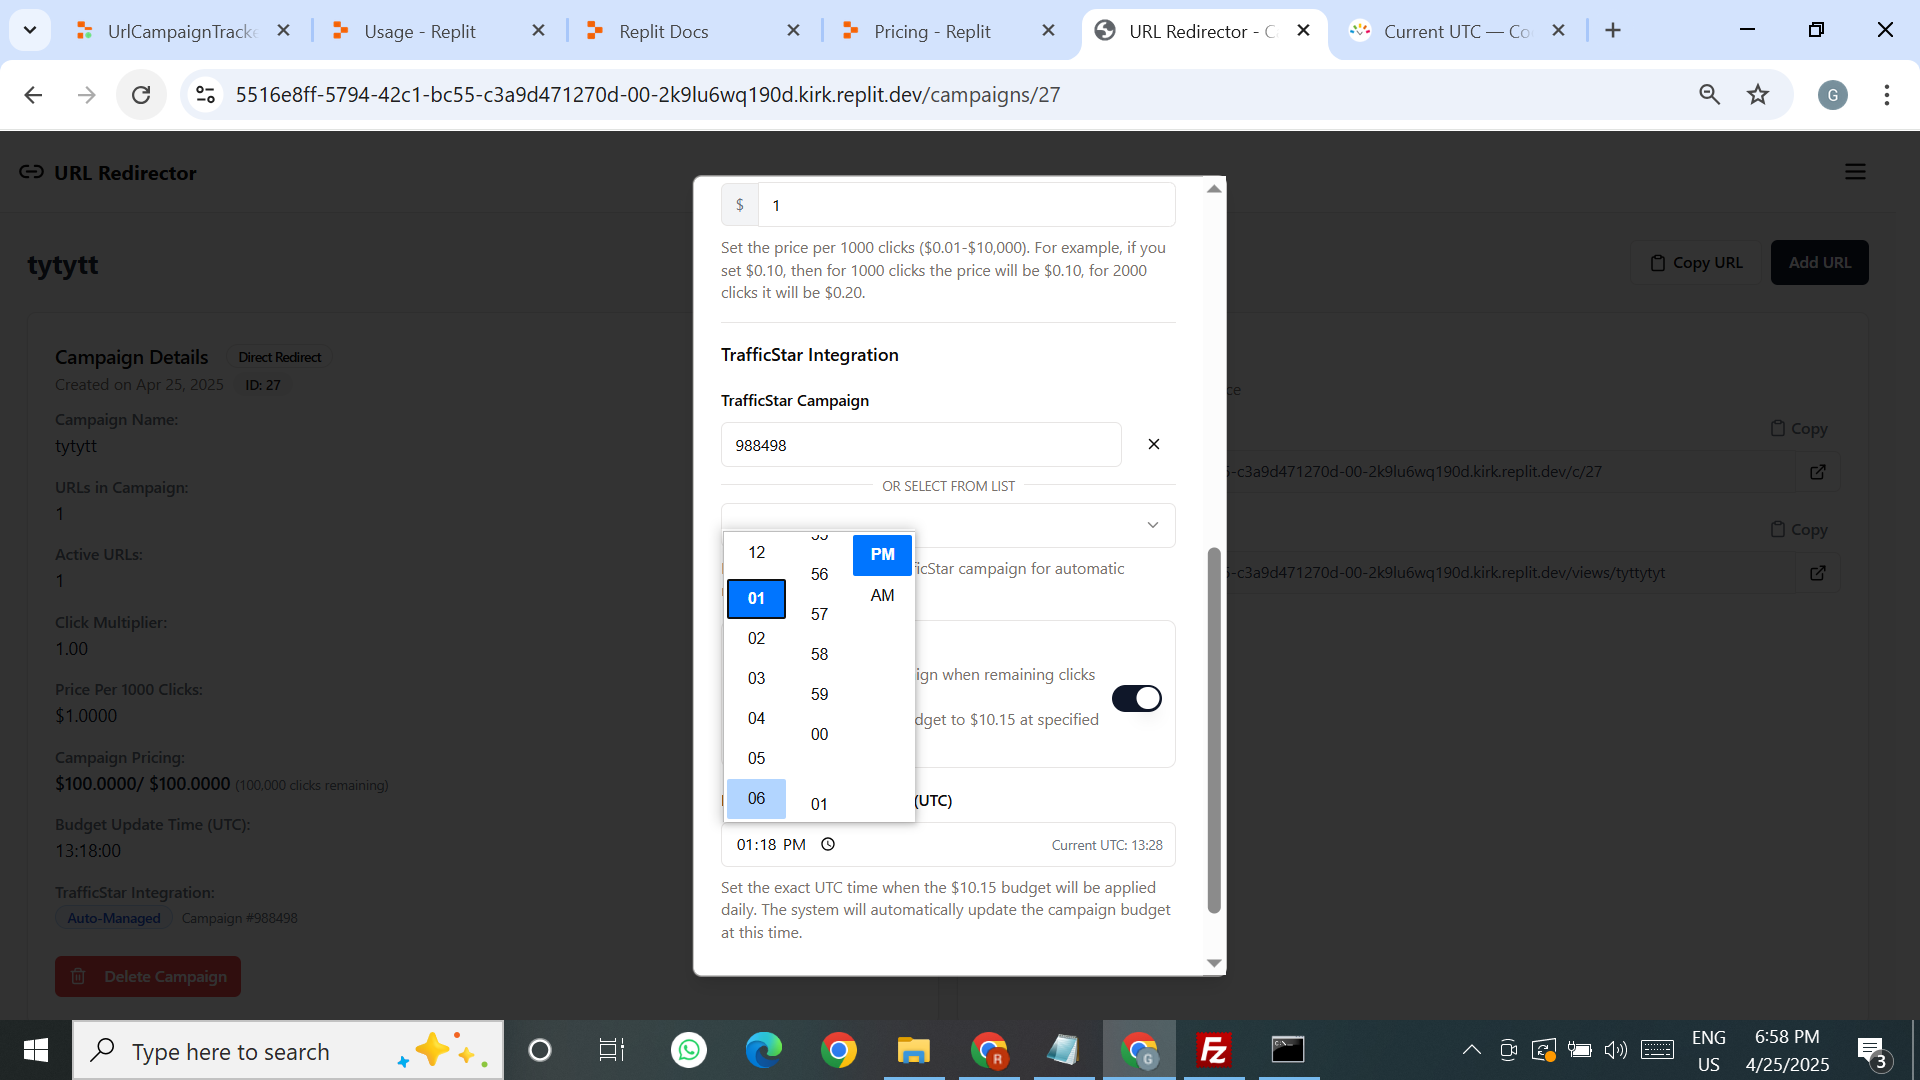 UrlCampaignTracke
Usage - Replit
Replit Docs
Pricing - Replit
URL Redirector - Ca
Current UTC — Co
5516e8ff-5794-42c1-bc55-c3a9d471270d-00-2k9lu6wq190d.kirk.replit.dev/campaigns/27
G
URL Redirector
tytytt
Copy URL
Add URL
Campaign Details
Direct Redirect
Created on Apr 25, 2025
ID: 27
Campaign Name:
tytytt
URLs in Campaign:
1
Active URLs:
1
Click Multiplier:
1.00
Price Per 1000 Clicks:
$1.0000
Campaign Pricing:
$100.0000/ $100.0000 (100,000 clicks remaining)
Budget Update Time (UTC):
13:18:00
TrafficStar Integration:
Auto-Managed
Campaign #988498
Delete Campaign
$
1
Set the price per 1000 clicks ($0.01-$10,000). For example, if you
set $0.10, then for 1000 clicks the price will be $0.10, for 2000
clicks it will be $0.20.
TrafficStar Integration
TrafficStar Campaign
988498
OR SELECT FROM LIST
ficStar campaign for automatic
ign when remaining clicks
dget to $10.15 at specified
(UTC)
12
01
02
03
04
05
06
55
56
57
58
59
00
01
PM
AM
01:18 PM
Current UTC: 13:28
Set the exact UTC time when the $10.15 budget will be applied
daily. The system will automatically update the campaign budget
at this time.
ce
Copy
-c3a9d471270d-00-2k9lu6wq190d.kirk.replit.dev/c/27
Copy
-c3a9d471270d-00-2k9lu6wq190d.kirk.replit.dev/views/tyttytyt
Type here to search
R
G
FZ
ENG
US
6:58 PM
4/25/2025
3